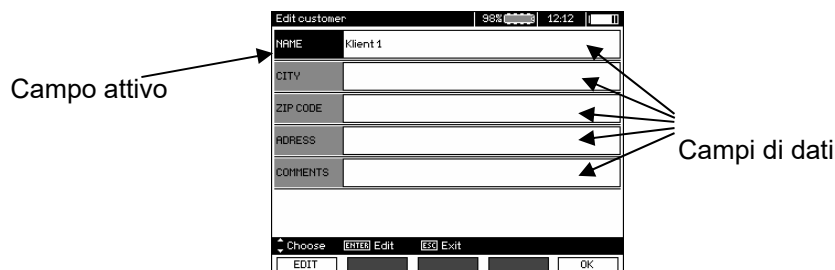 Edit customer 98% 12:12
NAME Klient 1
Campo attivo
CITY
ZIP CODE
ADRESS
Campi di dati
COMMENTS
Choose ENTER Edit ESC Exit
EDIT OK